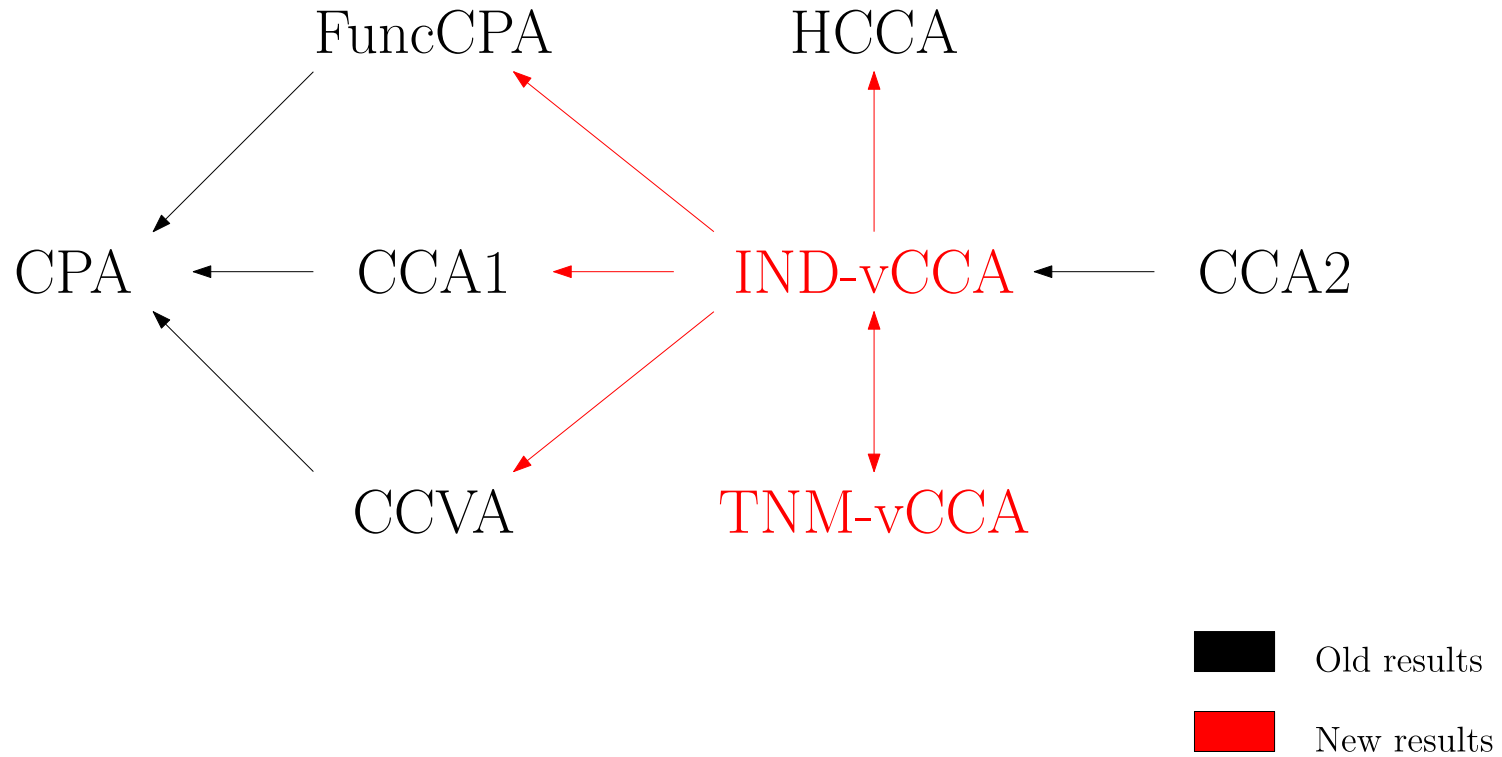 FuncCPA HCCA
CPA CCA1 IND-vCCA CCA2
CCVA TNM-vCCA
Old results
New results